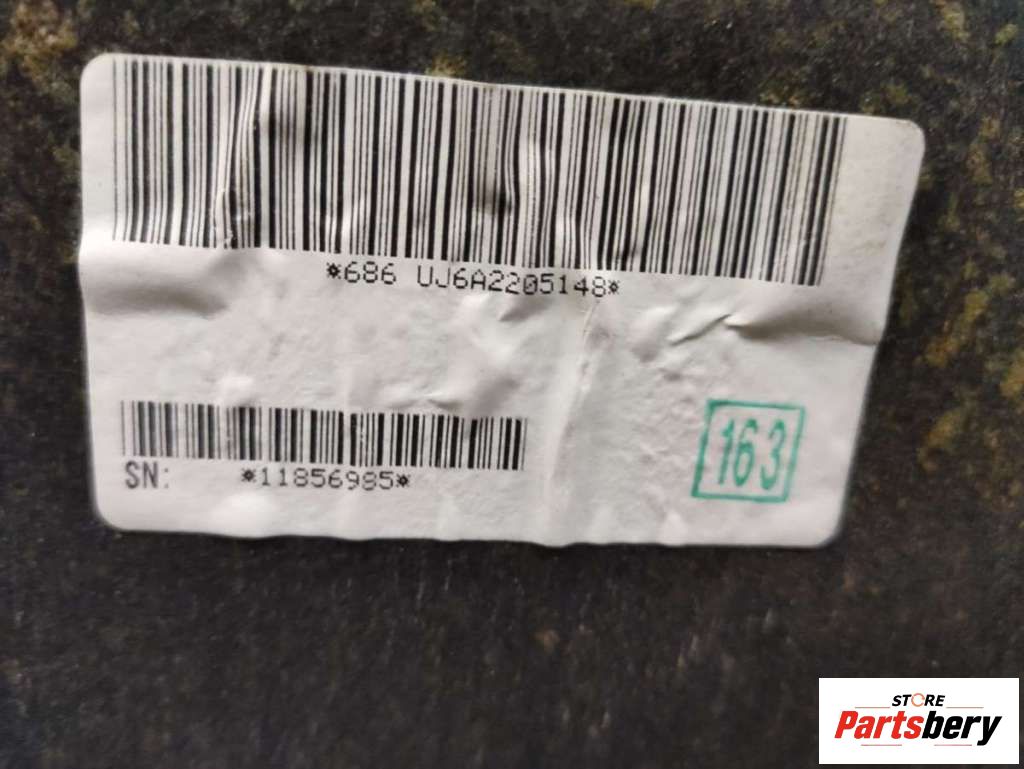 *686 UJ6A2205148*
SN: *11856985*
163
STORE
Partsbery